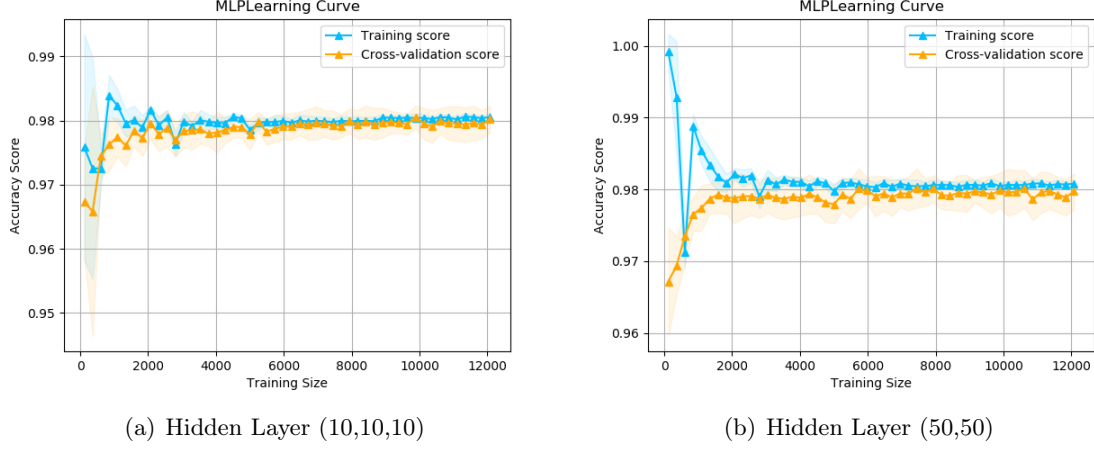 MLPLearning Curve
Training score
Cross-validation score
0.99
0.98
0.97
0.96
0.95
Accuracy Score
0
2000
4000
6000
8000
10000
12000
Training Size
(a) Hidden Layer (10,10,10)
MLPLearning Curve
Training score
Cross-validation score
1.00
0.99
0.98
0.97
0.96
Accuracy Score
0
2000
4000
6000
8000
10000
12000
Training Size
(b) Hidden Layer (50,50)